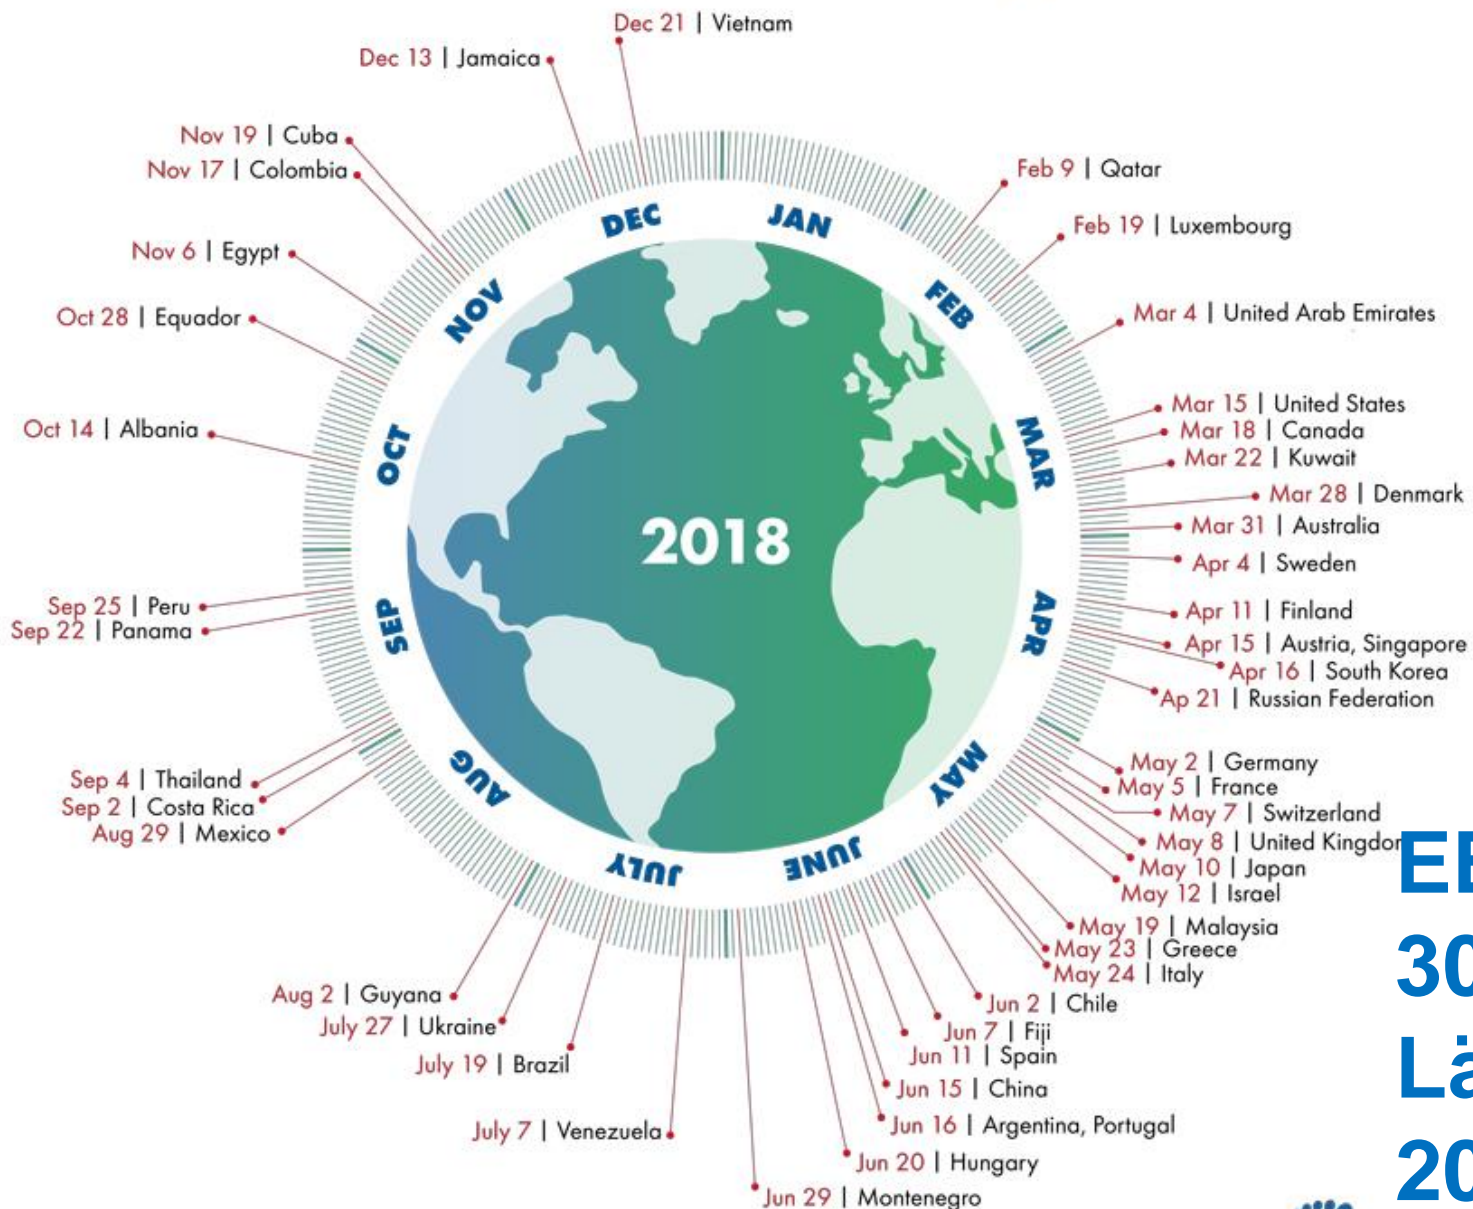 Dec 21 | Vietnam
Dec 13 | Jamaica
Nov 19 | Cuba
Nov 17 | Colombia
Nov 6 | Egypt
Oct 28 | Equador
Oct 14 | Albania
Sep 25 | Peru
Sep 22 | Panama
Sep 4 | Thailand
Sep 2 | Costa Rica
Aug 29 | Mexico
Aug 2 | Guyana
July 27 | Ukraine
July 19 | Brazil
July 7 | Venezuela
DEC
JAN
NOV
FEB
OCT
MAR
2018
SEP
APR
AUG
MAY
JULY
JUNE
Feb 9 | Qatar
Feb 19 | Luxembourg
Mar 4 | United Arab Emirates
Mar 15 | United States
Mar 18 | Canada
Mar 22 | Kuwait
Mar 28 | Denmark
Mar 31 | Australia
Apr 4 | Sweden
Apr 11 | Finland
Apr 15 | Austria, Singapore
Apr 16 | South Korea
Ap 21 | Russian Federation
May 2 | Germany
May 5 | France
May 7 | Switzerland
May 8 | United Kingdom
May 10 | Japan
May 12 | Israel
May 19 | Malaysia
May 23 | Greece
May 24 | Italy
Jun 2 | Chile
Jun 7 | Fiji
Jun 11 | Spain
Jun 15 | China
Jun 16 | Argentina, Portugal
Jun 20 | Hungary
Jun 29 | Montenegro
30
20